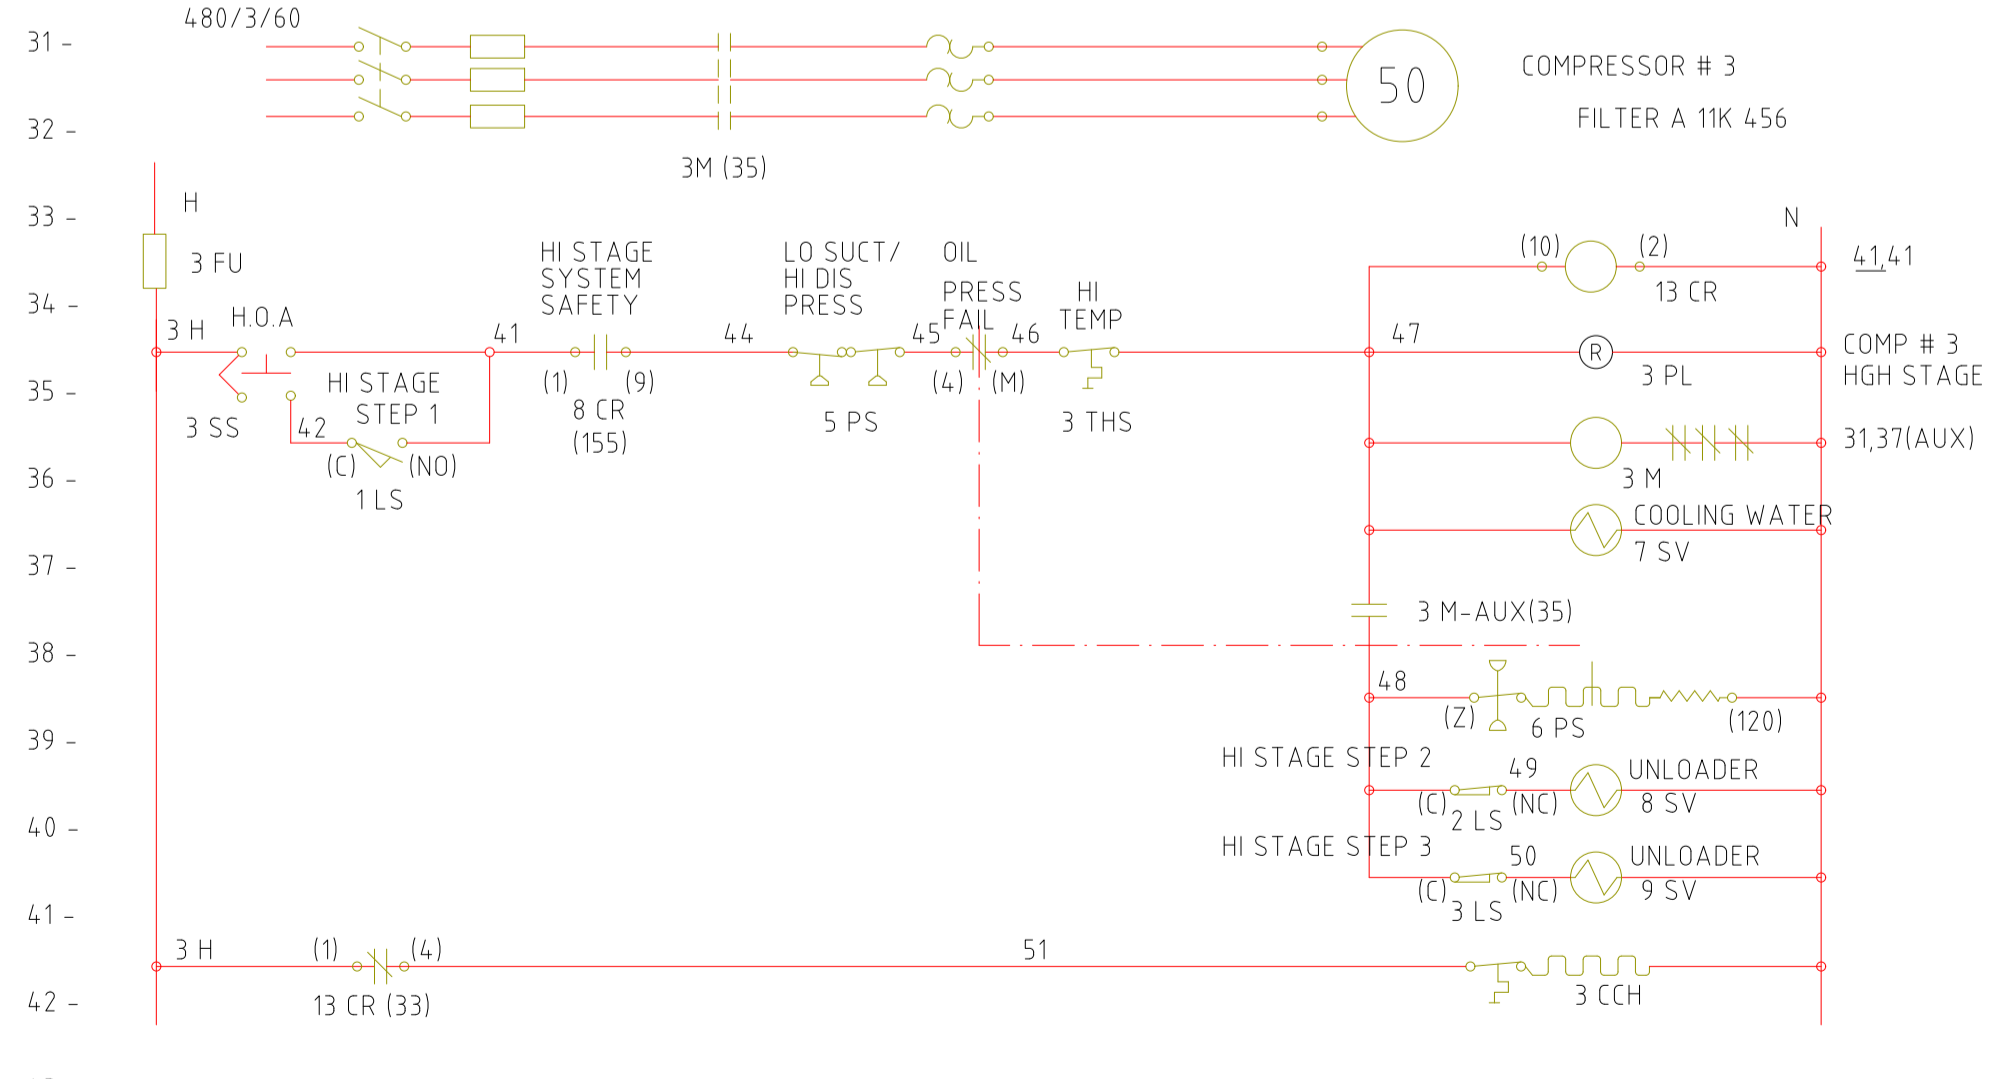 480/3/60
31 -
50
COMPRESSOR # 3
FILTER A 11K 456
32 -
3M (35)
33 -
H
N
3 FU
HI STAGE
SYSTEM
SAFETY
LO SUCT/
HI DIS
PRESS
OIL
PRESS
FAIL
HI
TEMP
(10)
(2)
13 CR
41,41
34 -
3 H
H.O.A
41
44
45
46
47
R
3 PL
COMP # 3
HGH STAGE
35 -
3 SS
HI STAGE
STEP 1
42
(C)
(NO)
1 LS
(1)
(9)
8 CR
(155)
5 PS
(4)
(M)
3 THS
3 M
31,37(AUX)
36 -
COOLING WATER
7 SV
37 -
3 M-AUX(35)
38 -
48
(Z)
6 PS
(120)
39 -
HI STAGE STEP 2
49
UNLOADER
(C)
(NC)
8 SV
2 LS
40 -
HI STAGE STEP 3
50
UNLOADER
(C)
(NC)
9 SV
3 LS
41 -
3 H
(1)
(4)
51
13 CR (33)
3 CCH
42 -